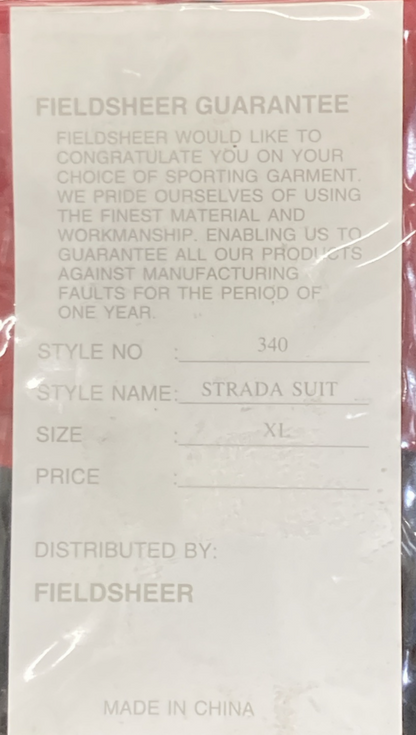 FIELDSHEER GUARANTEE
FIELDSHEER WOULD LIKE TO
CONGRATULATE YOU ON YOUR
CHOICE OF SPORTING GARMENT.
WE PRIDE OURSELVES OF USING
THE FINEST MATERIAL AND
WORKMANSHIP. ENABLING US TO
GUARANTEE ALL OUR PRODUCTS
AGAINST MANUFACTURING
FAULTS FOR THE PERIOD OF
ONE YEAR.
STYLE NO : 340
STYLE NAME: STRADA SUIT
SIZE : XL
PRICE :
DISTRIBUTED BY:
FIELDSHEER
MADE IN CHINA